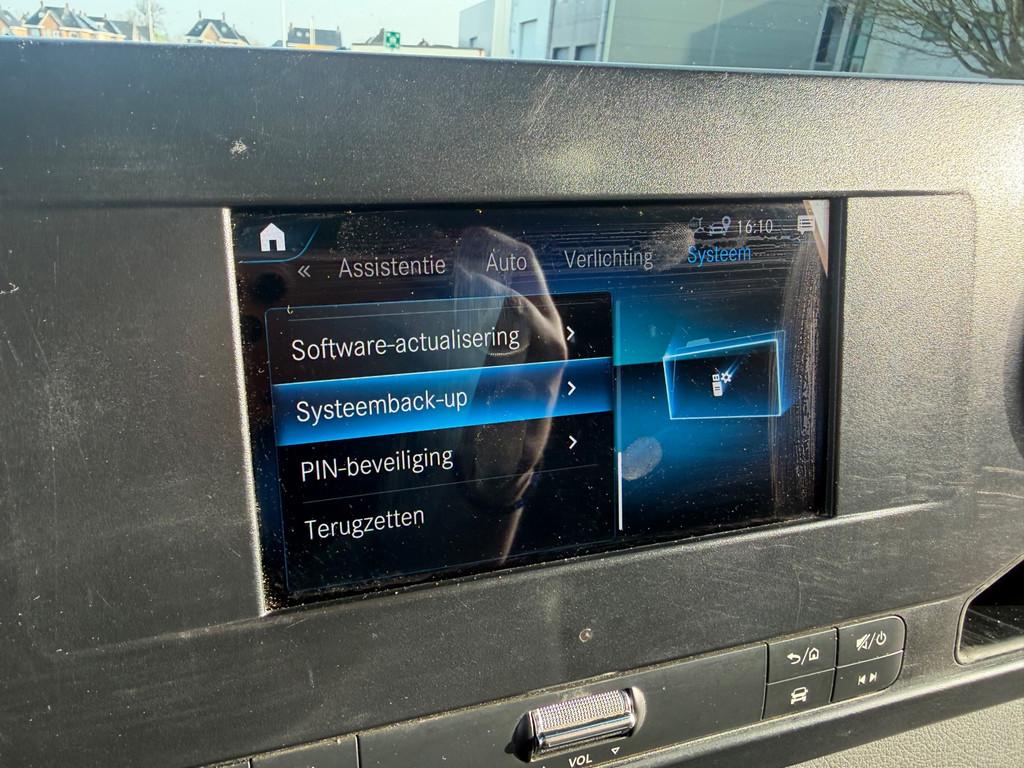 16:10
« Assistentie Auto Verlichting Systeem
Software-actualisering >
Systeemback-up >
PIN-beveiliging >
Terugzetten
VOL